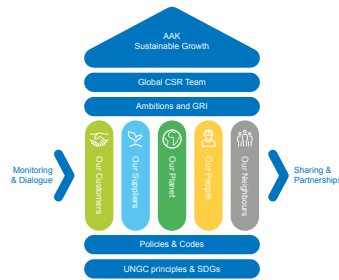 AAK
Sustainable Growth
Global CSR Team
Ambitions and GRI
Our Customers
Our Suppliers
Our Planet
Our People
Our Neighbours
Monitoring
& Dialogue
Sharing &
Partnerships
Policies & Codes
UNGC principles & SDGs